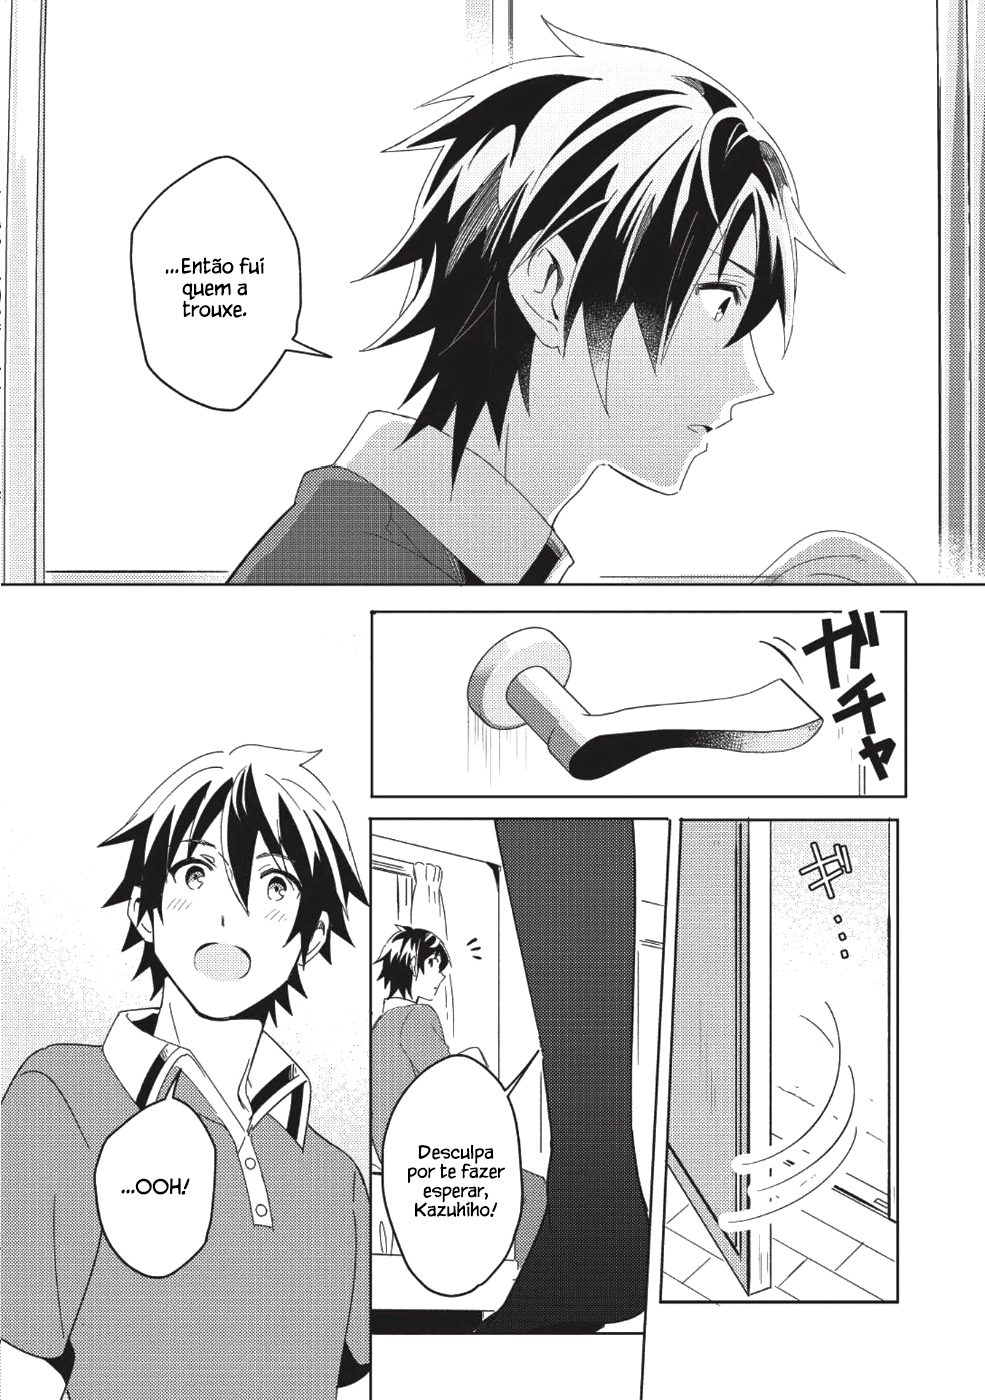 ...Então fui
quem a
trouxe.
ガチャ
ギ...
Desculpa
por te fazer
esperar,
Kazuhiho!
...OOH!